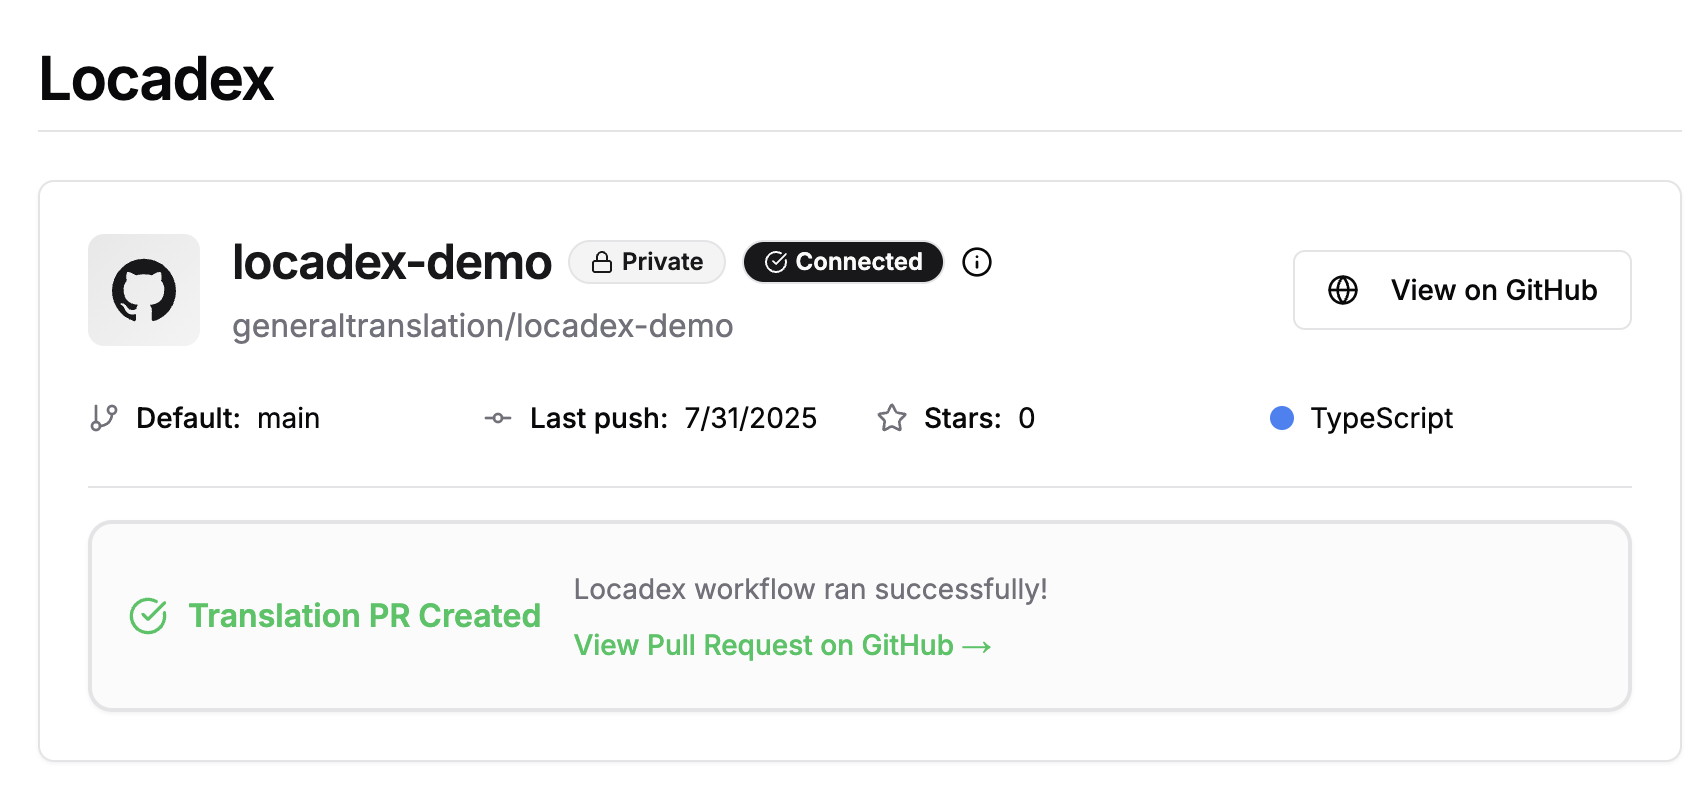 Locadex
locadex-demo Private Connected
View on GitHub
generaltranslation/locadex-demo
Default: main Last push: 7/31/2025 Stars: 0 TypeScript
Translation PR Created
Locadex workflow ran successfully!
View Pull Request on GitHub →